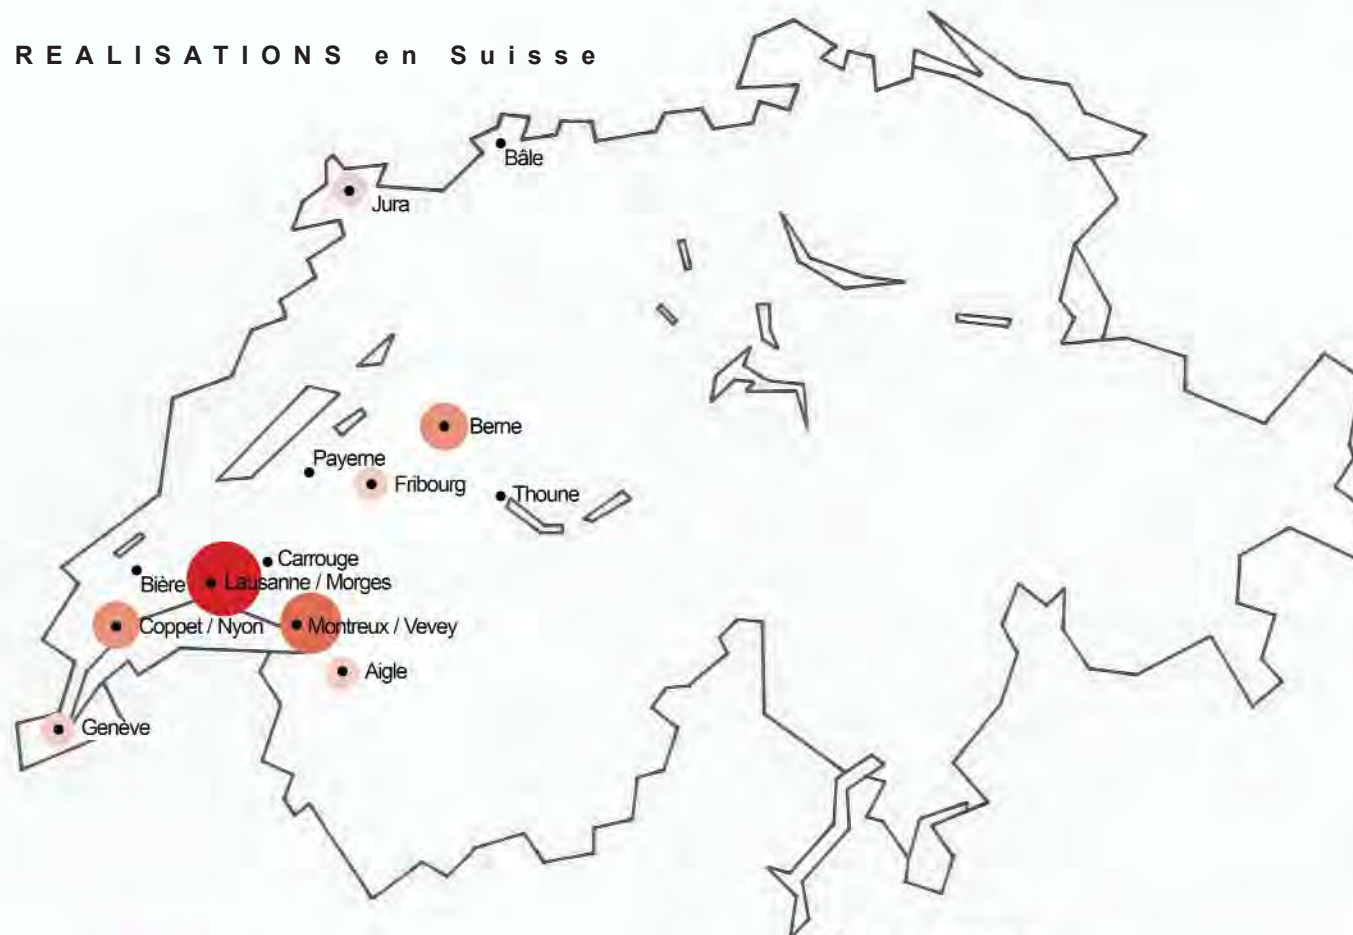 REALISATIONS en Suisse
Bâle
Jura
Berne
Payerne
Fribourg
Thoune
Carrouge
Bière
Lausanne / Morges
Coppet / Nyon
Montreux / Vevey
Aigle
Genève